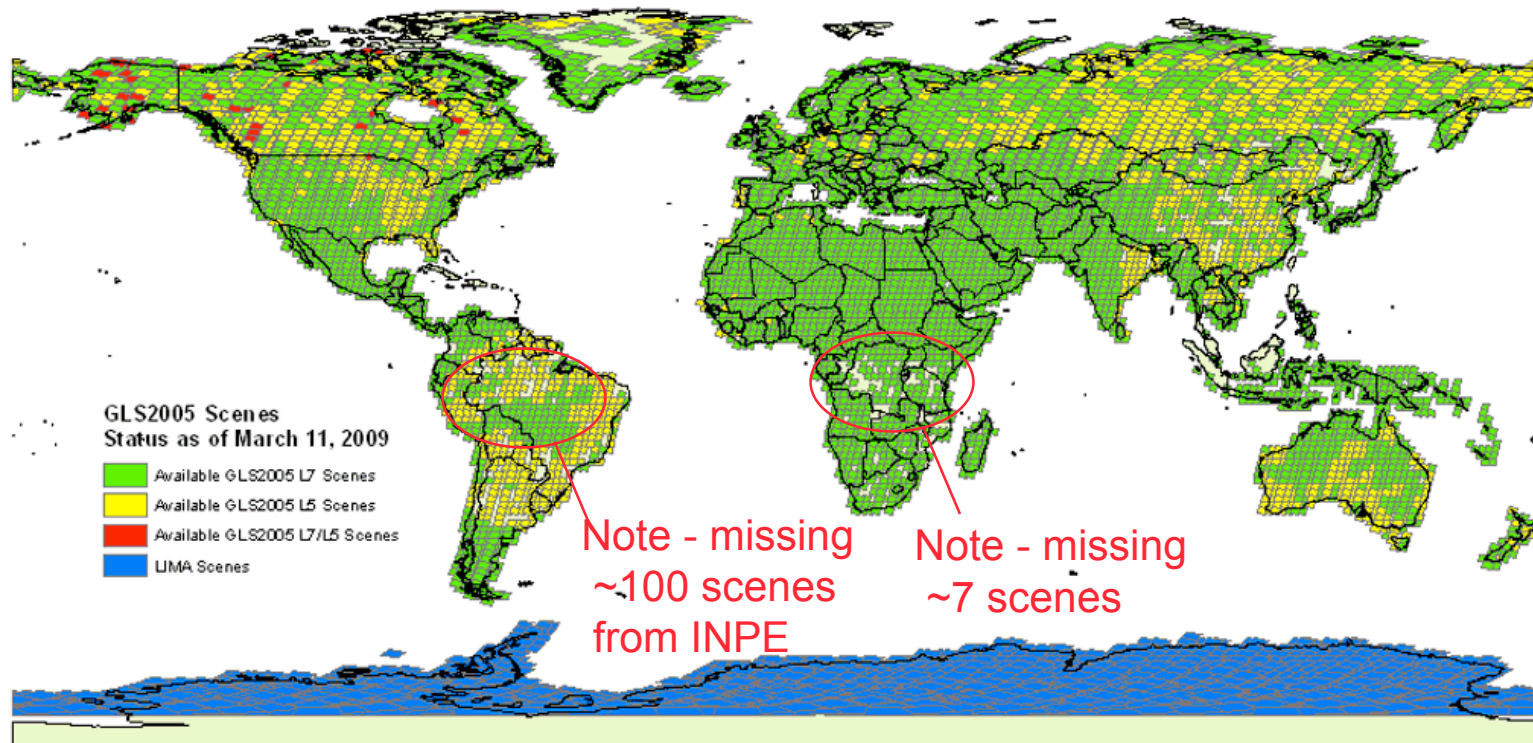 GLS2005 Scenes
Status as of March 11, 2009
Available GLS2005 L7 Scenes
Available GLS2005 L5 Scenes
Available GLS2005 L7/L5 Scenes
LIMA Scenes
Note - missing
~100 scenes
from INPE
Note - missing
~7 scenes